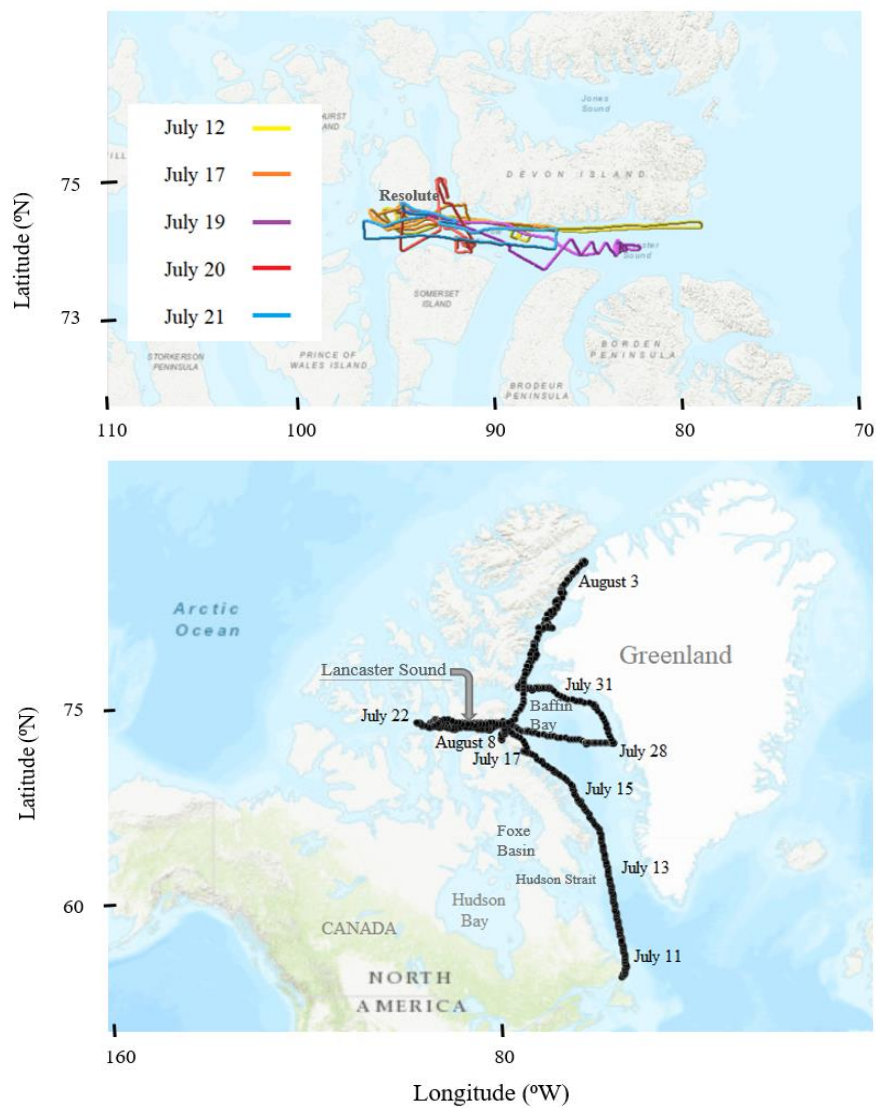 Latitude (ºN)
75
73
July 12
July 17
July 19
July 20
July 21
Resolute
Jones
Sound
DEVON ISLAND
Sound
SOMERSET
ISLAND
STORKERSON
PENINSULA
PRINCE OF
WALES ISLAND
BORDEN
PENINSULA
BRODEUR
PENINSULA
110
100
90
80
70
Latitude (ºN)
75
60
Arctic
Ocean
August 3
Greenland
Lancaster Sound
July 31
Baffin
Bay
July 22
August 8
July 28
July 17
July 15
Foxe
Basin
Hudson Strait
July 13
Hudson
Bay
CANADA
July 11
NORTH
AMERICA
160
80
Longitude (ºW)